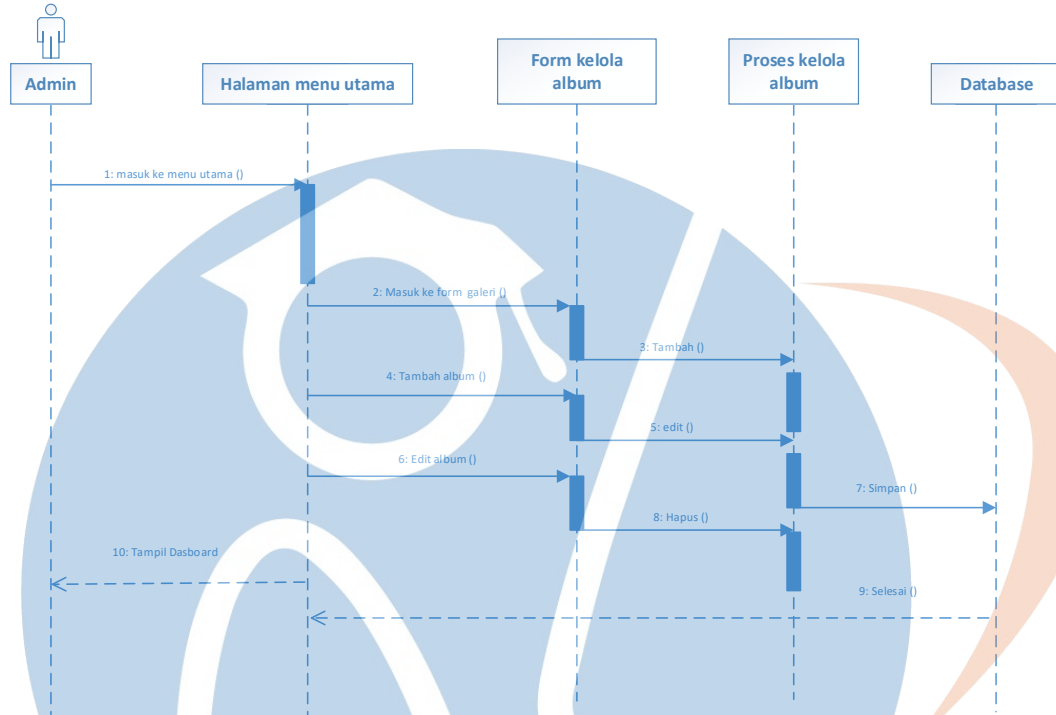 Admin
Halaman menu utama
Form kelola
album
Proses kelola
album
Database
1: masuk ke menu utama ()
2: Masuk ke form galeri ()
3: Tambah ()
4: Tambah album ()
5: edit ()
6: Edit album ()
7: Simpan ()
8: Hapus ()
10: Tampil Dasboard
9: Selesai ()